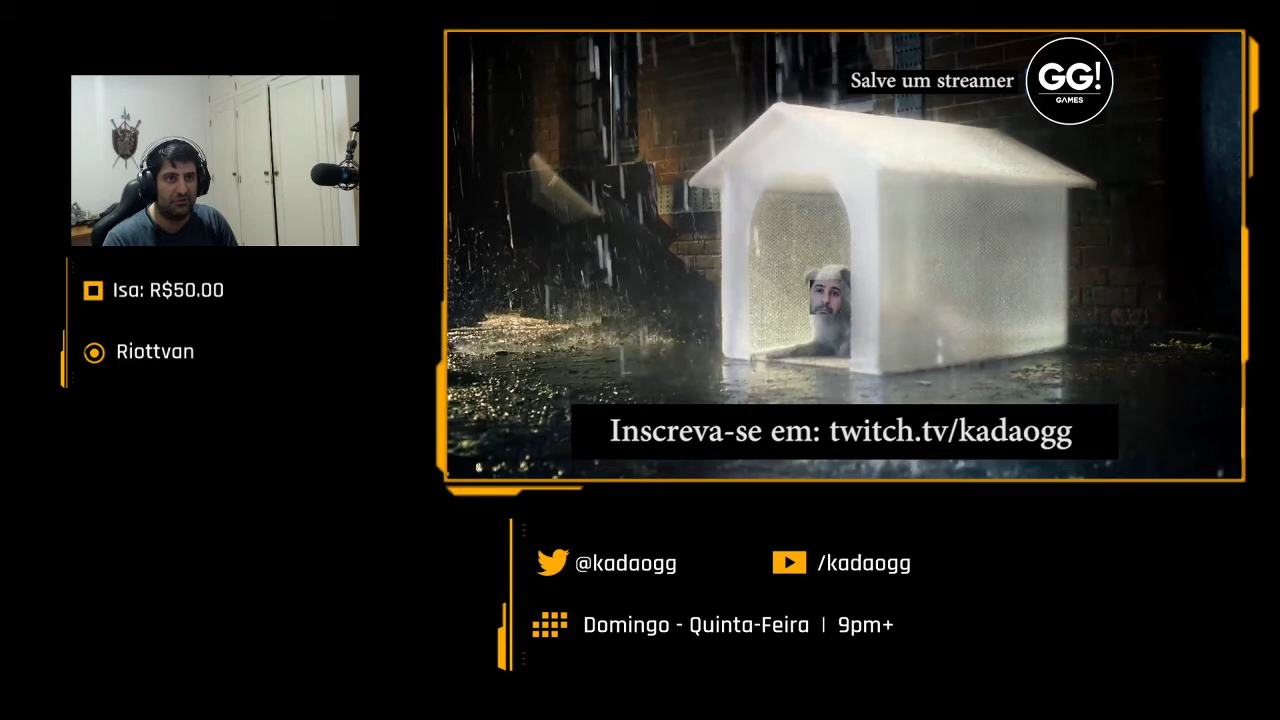 Salve um streamer
GG!
GAMES
Isa: R$50.00
Riottvan
Inscreva-se em: twitch.tv/kadaogg
@kadaogg
/kadaogg
Domingo - Quinta-Feira | 9pm+